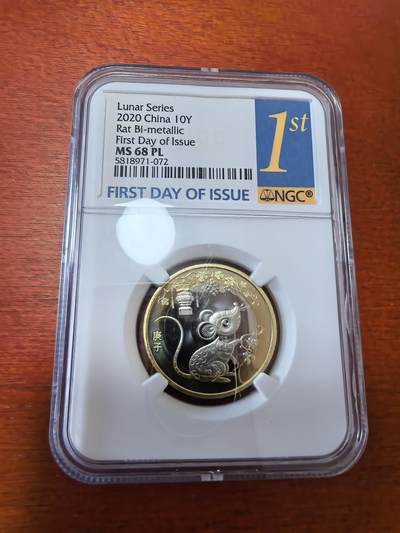 Lunar Series
2020 China 10Y
Rat Bi-metallic
First Day of Issue
MS 68 PL
5818971-072
1st
FIRST DAY OF ISSUE
NGC®
庚子